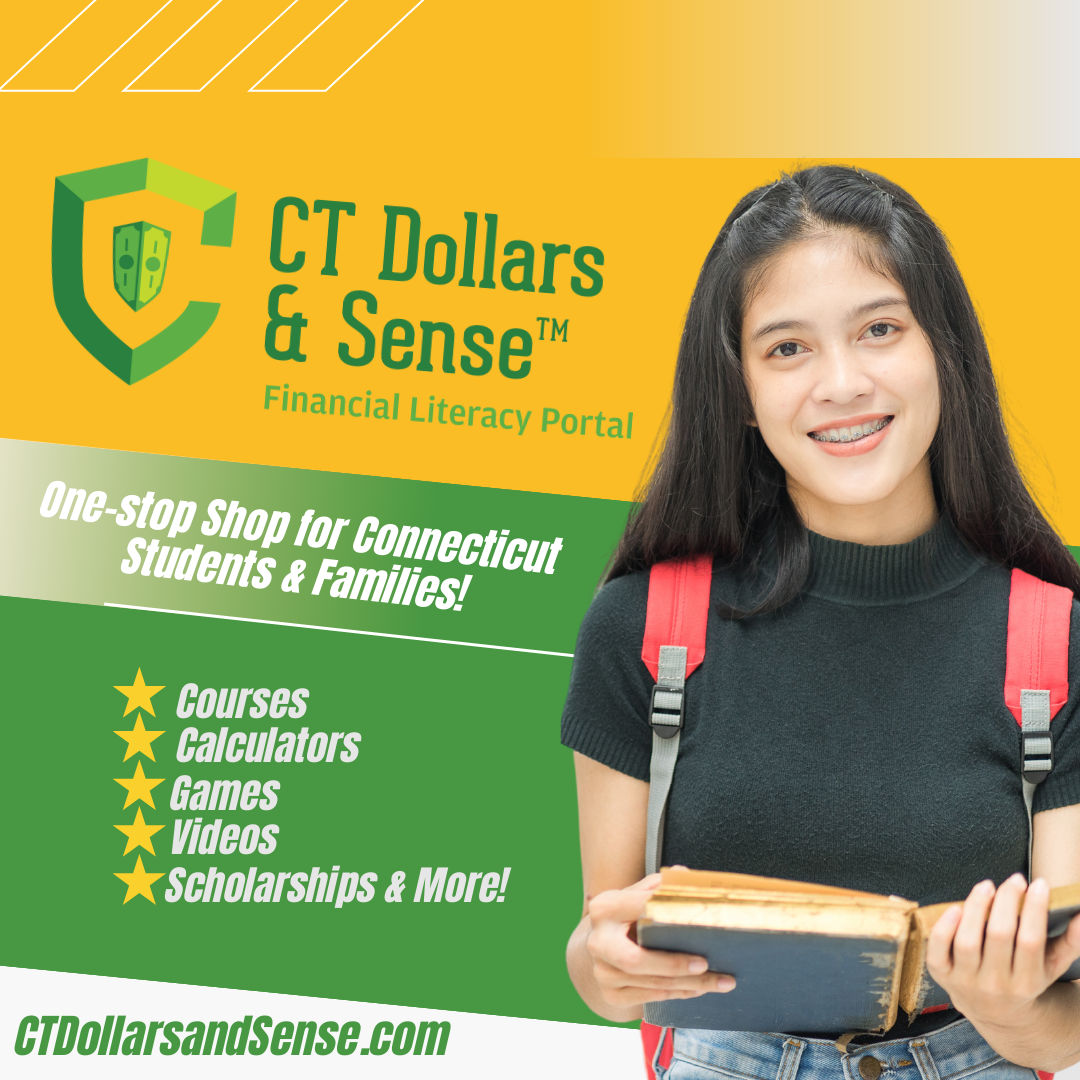 CT Dollars
& Sense™
Financial Literacy Portal
One-stop Shop for Connecticut
Students & Families!
Courses
Calculators
Games
Videos
Scholarships & More!
CTDollarsandSense.com